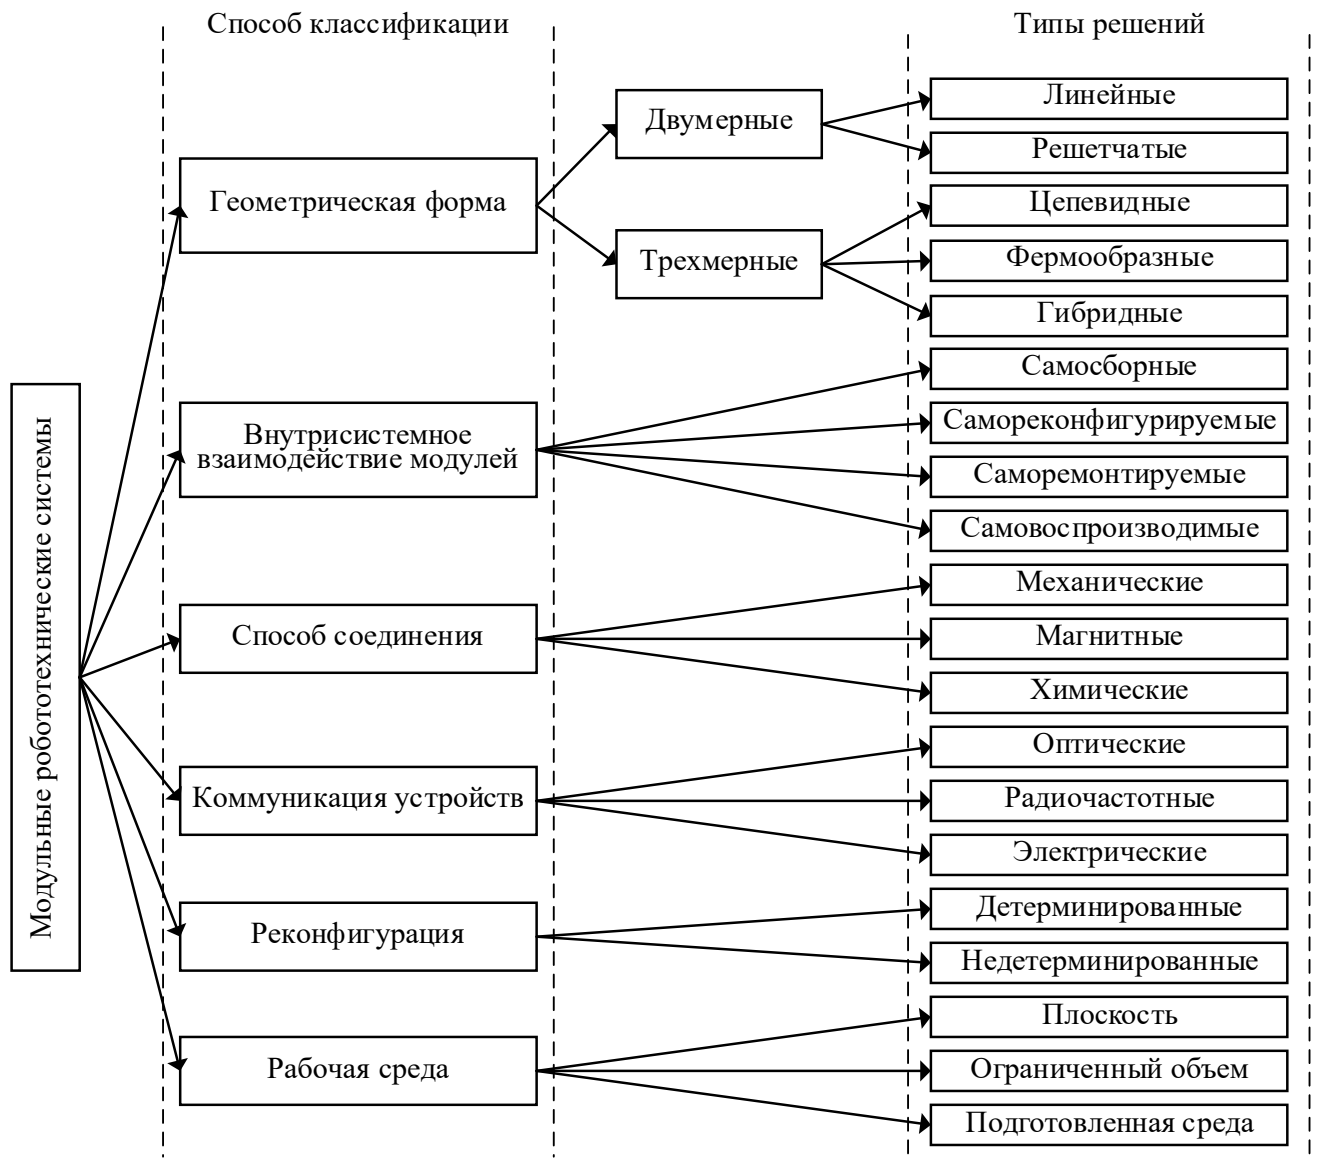 Способ классификации
Типы решений
Модульные робототехнические системы
Геометрическая форма
Двумерные
Трехмерные
Линейные
Решетчатые
Цепевидные
Фермообразные
Гибридные
Внутрисистемное
взаимодействие модулей
Самосборные
Самореконфигурируемые
Саморемонтируемые
Самовоспроизводимые
Способ соединения
Механические
Магнитные
Химические
Коммуникация устройств
Оптические
Радиочастотные
Электрические
Реконфигурация
Детерминированные
Недетерминированные
Рабочая среда
Плоскость
Ограниченный объем
Подготовленная среда